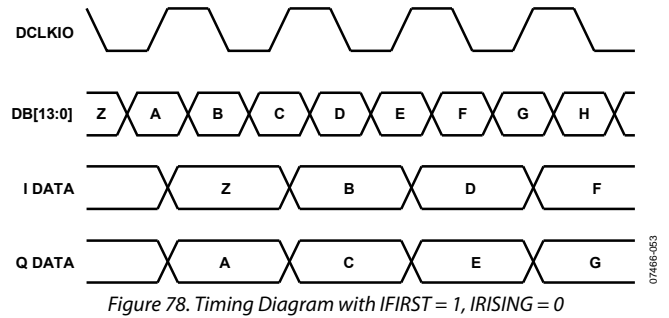 DCLKIO
DB[13:0] Z A B C D E F G H
I DATA Z B D F
Q DATA A C E G
07466-053
Figure 78. Timing Diagram with IFIRST = 1, IRISING = 0